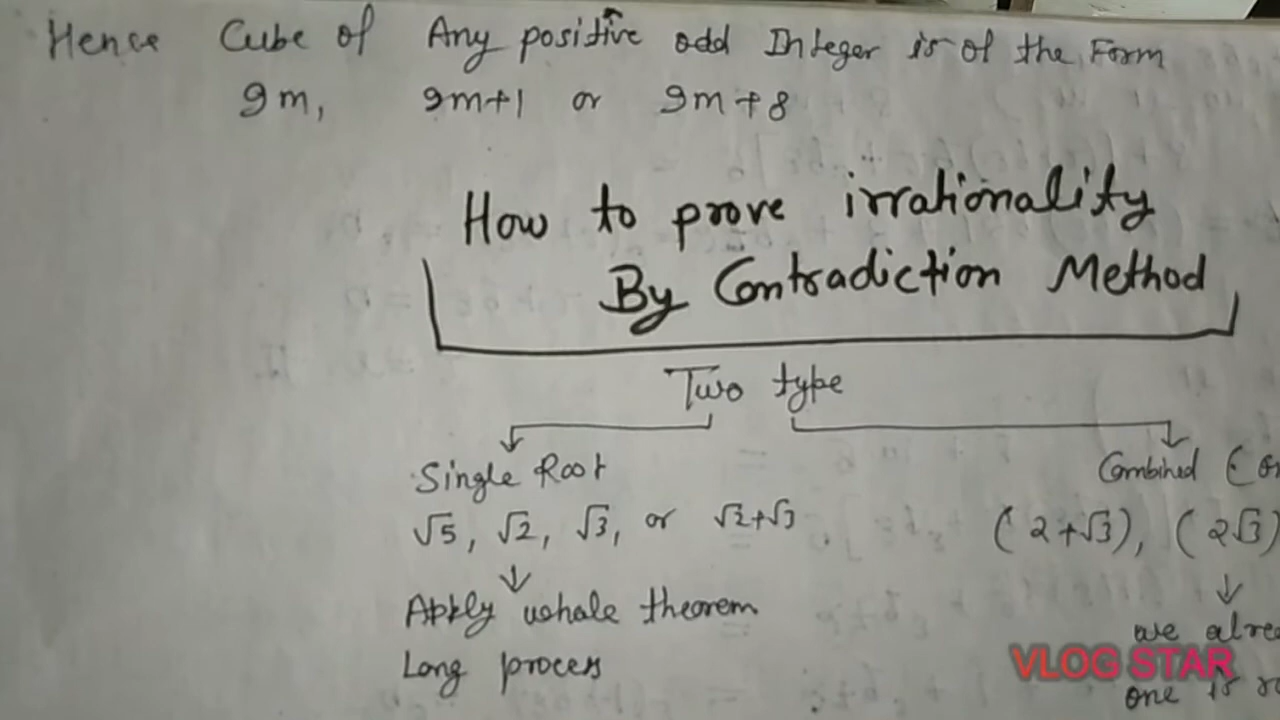 Hence Cube of Any positive odd Integer is of the Form
9m, 9m+1 or 9m+8
How to prove irrationality
By Contradiction Method
Two type
Single Root
√5, √2, √3, or √2+√3
Apply whole theorem
Long process
Combined
(2+√3), (2√3)
we
one is
VLOG STAR